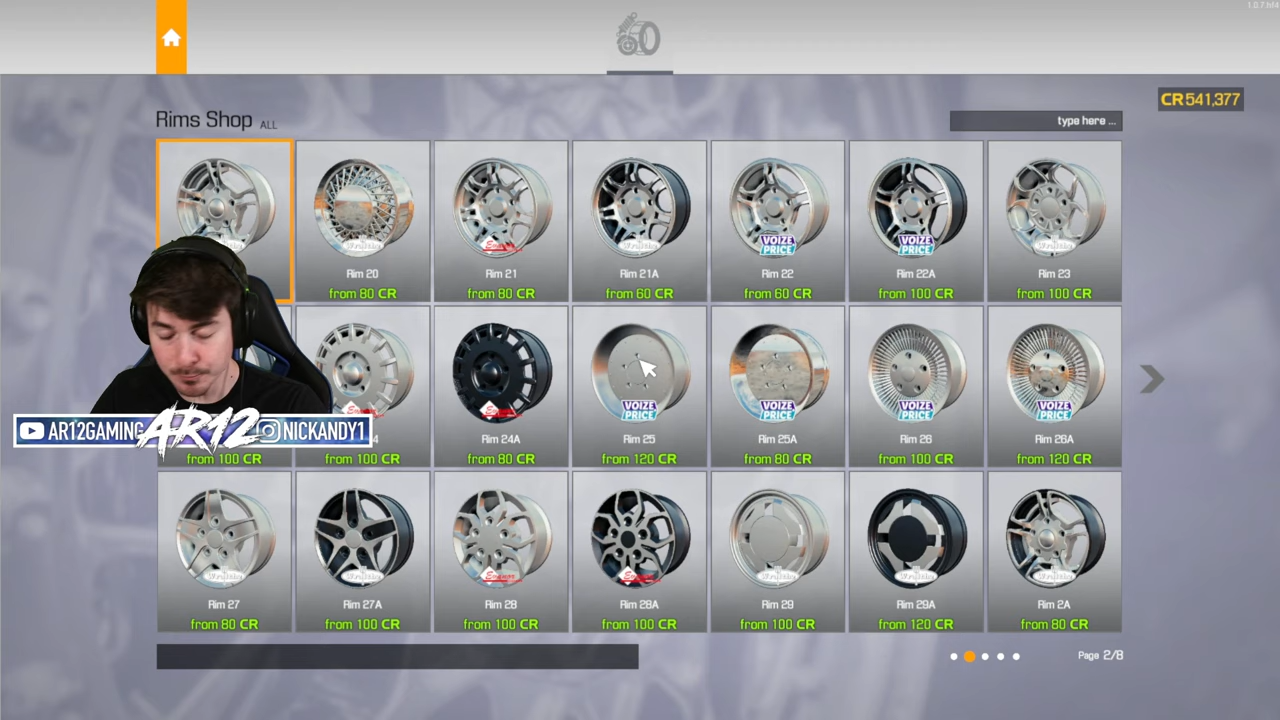 1.0.7.hf4
CR 541,377
Rims Shop ALL
type here ...
Rim 20
Rim 21
Rim 21A
Rim 22
Rim 22A
Rim 23
VOIZE PRICE
VOIZE PRICE
from 80 CR
from 80 CR
from 60 CR
from 60 CR
from 100 CR
from 100 CR
VOIZE PRICE
VOIZE PRICE
VOIZE PRICE
VOIZE PRICE
AR12GAMING
AR12
NICKANDY1
Rim 24A
Rim 25
Rim 25A
Rim 26
Rim 26A
from 100 CR
from 100 CR
from 80 CR
from 120 CR
from 80 CR
from 100 CR
from 120 CR
Rim 27
Rim 27A
Rim 28
Rim 28A
Rim 29
Rim 29A
Rim 2A
from 80 CR
from 100 CR
from 100 CR
from 100 CR
from 100 CR
from 120 CR
from 80 CR
Page 2/8